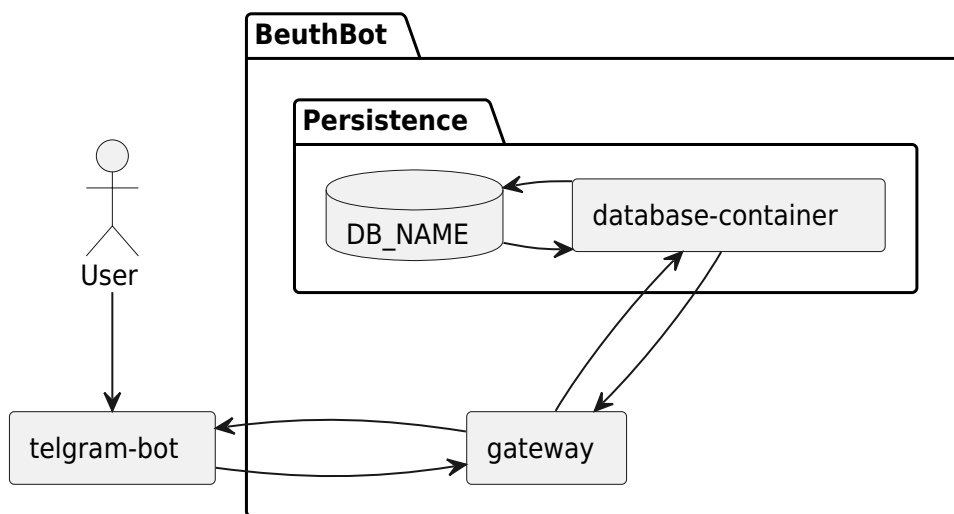 BeuthBot
Persistence
DB_NAME
database-container
User
telgram-bot
gateway